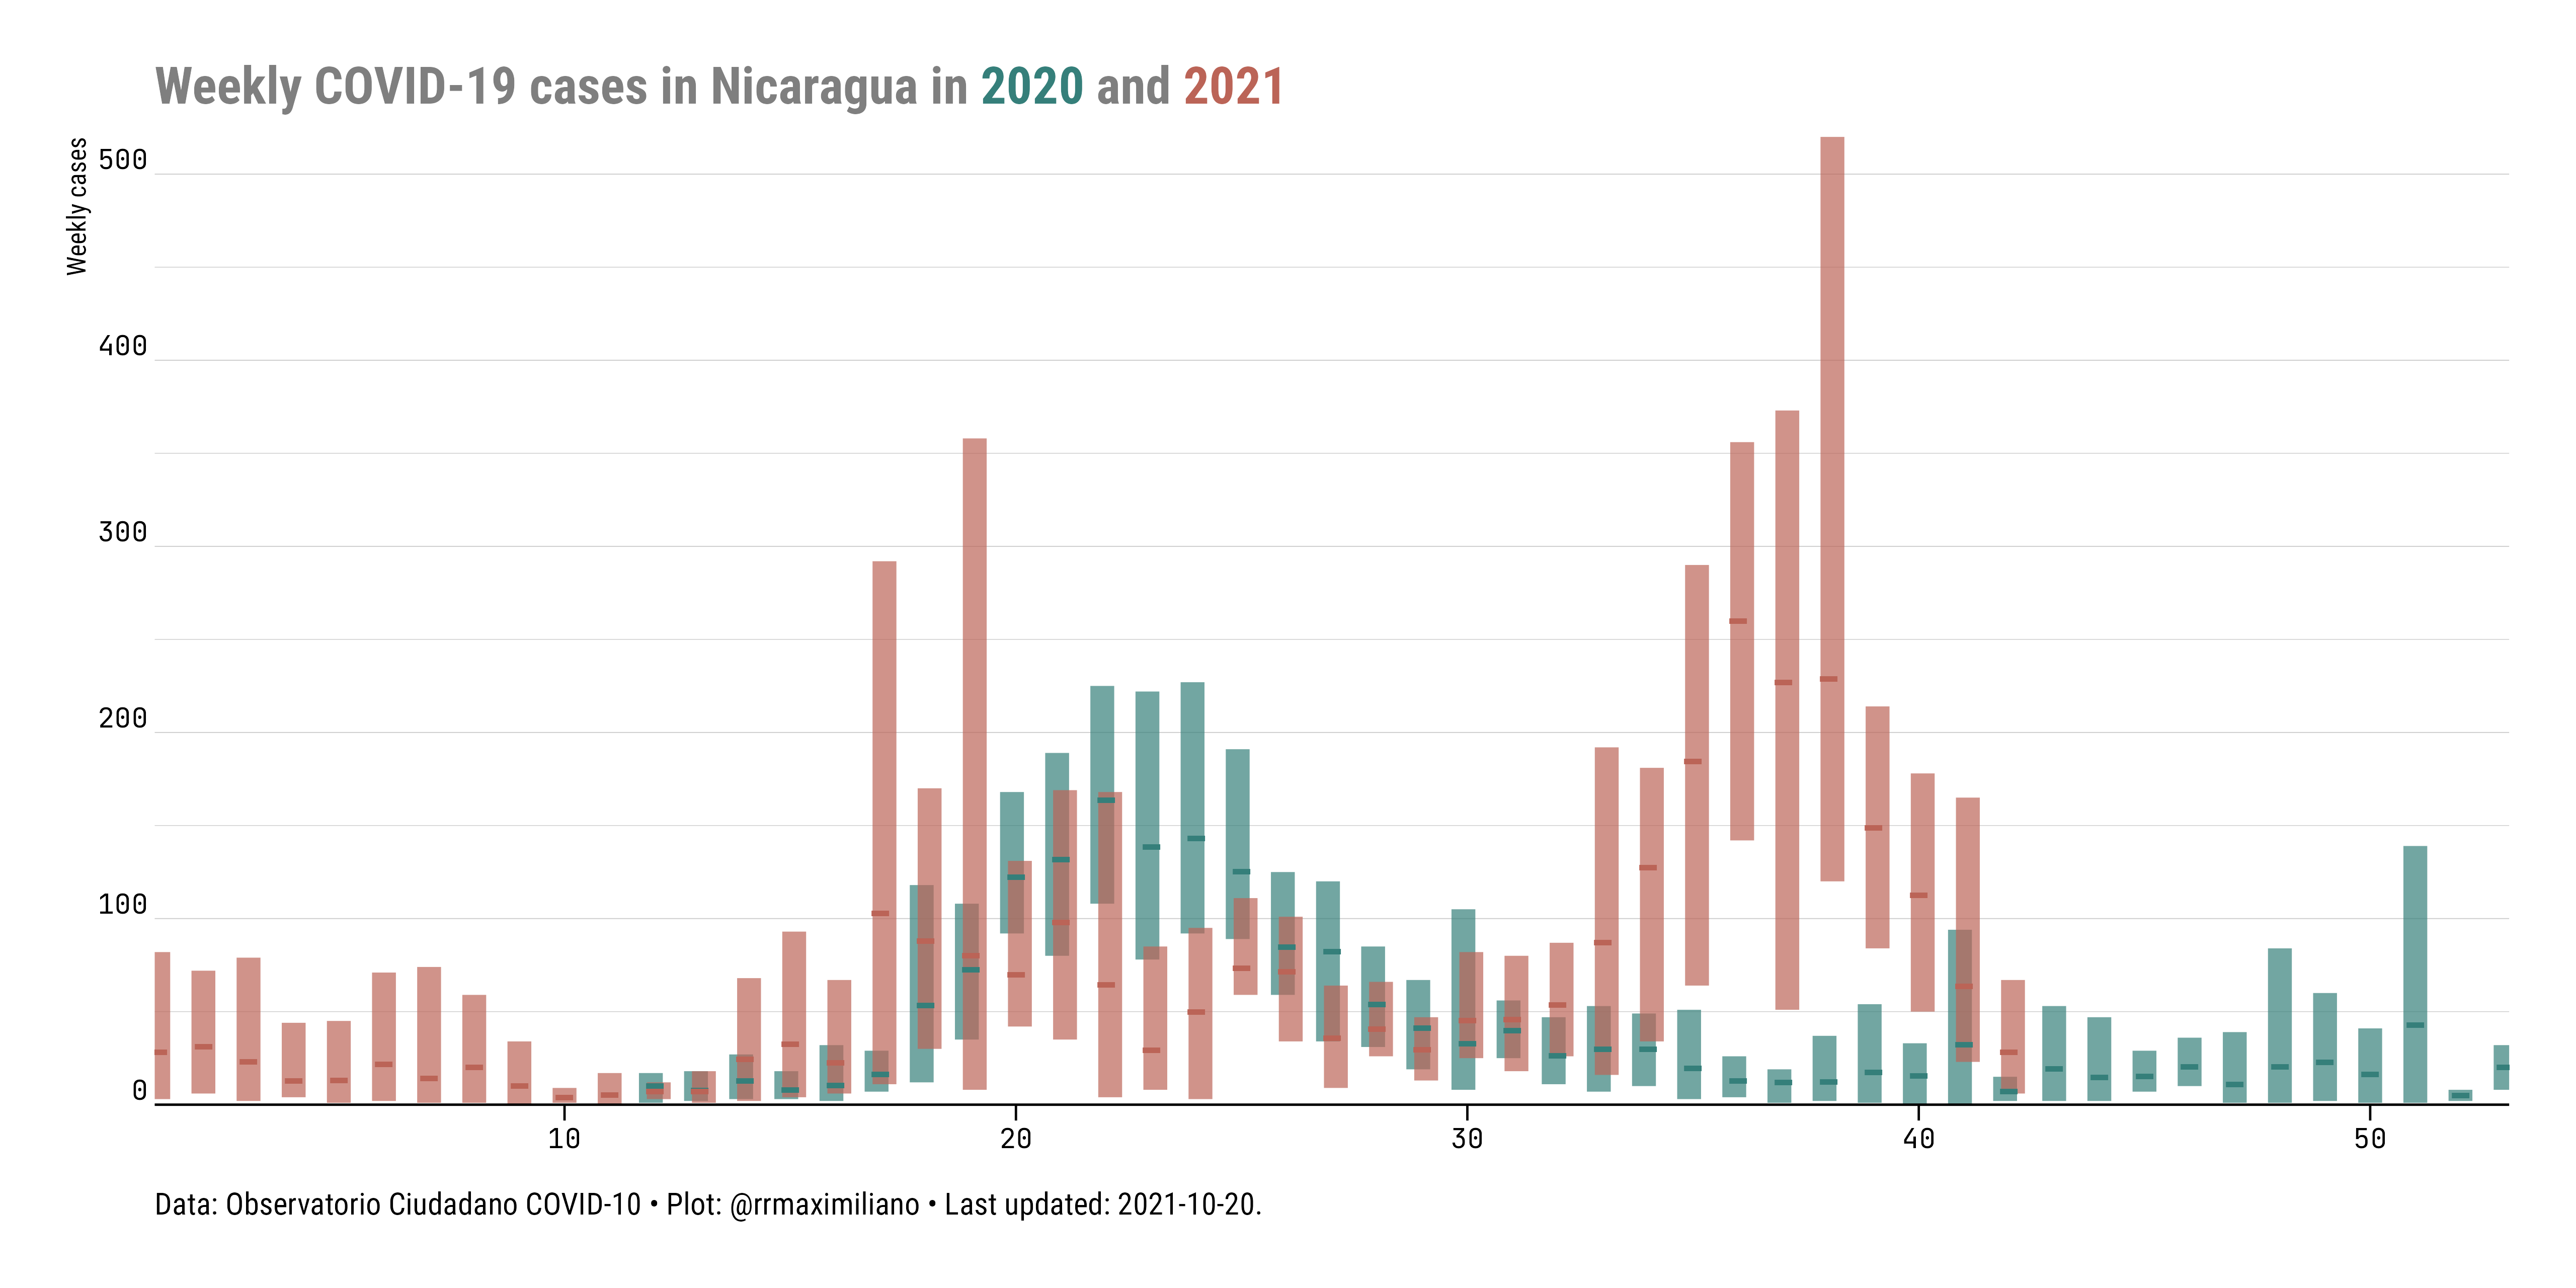 Weekly COVID-19 cases in Nicaragua in 2020 and 2021
Weekly cases
500
400
300
200
100
0
10 20 30 40 50
Data: Observatorio Ciudadano COVID-10 • Plot: @rrmaximiliano • Last updated: 2021-10-20.